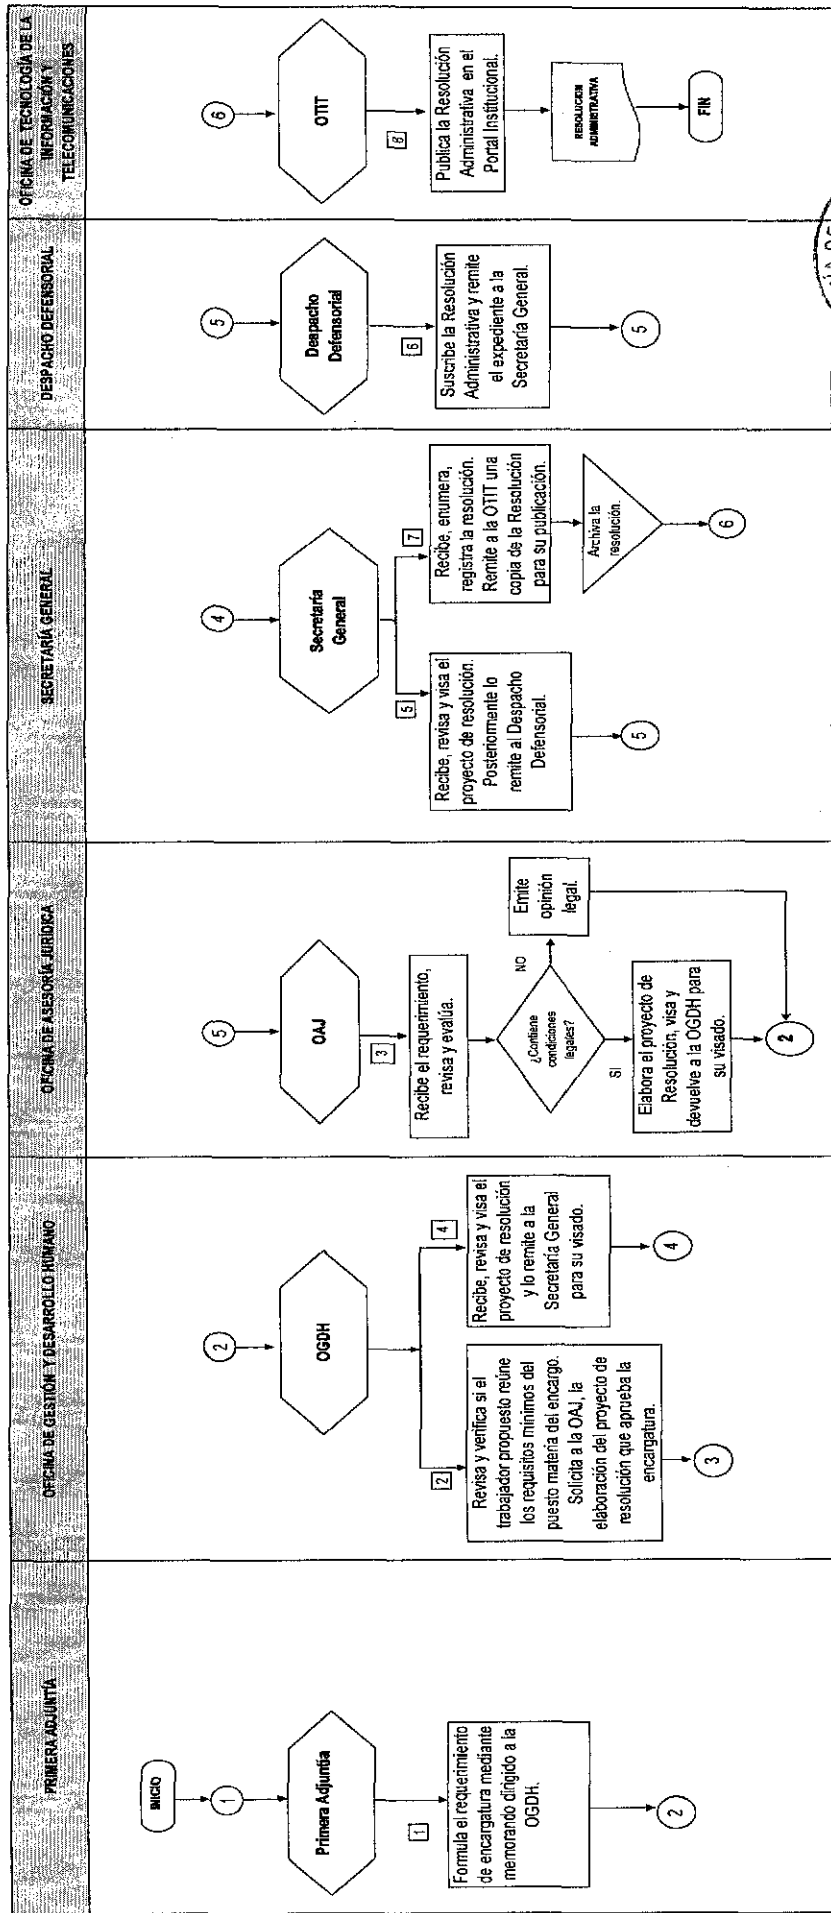 PRIMERA ADJUNTÍA
INICIO
1
Primera Adjuntía
1
Formula el requerimiento
de encargatura mediante
memorando dirigido a la
OGDH.
2
OFICINA DE GESTIÓN Y DESARROLLO HUMANO
2
OGDH
2
Revisa y verifica si el
trabajador propuesto reúne
los requisitos mínimos del
puesto materia del encargo.
Solicita a la OAJ, la
elaboración del proyecto de
resolución que aprueba la
encargatura.
3
4
Recibe, revisa y visa el
proyecto de resolución
y lo remite a la
Secretaría General
para su visado.
4
OFICINA DE ASESORÍA JURÍDICA
5
OAJ
3
Recibe el requerimiento,
revisa y evalúa.
¿Contiene
condiciones
legales?
NO
Emite
opinión
legal.
SI
Elabora el proyecto de
Resolución, visa y
devuelve a la OGDH para
su visado.
2
SECRETARÍA GENERAL
4
Secretaría
General
5
Recibe, revisa y visa el
proyecto de resolución.
Posteriormente lo
remite al Despacho
Defensorial.
5
7
Recibe, enumera,
registra la resolución.
Remite a la OTIT una
copia de la Resolución
para su publicación.
Archiva la
resolución.
6
DESPACHO DEFENSORIAL
5
Despacho
Defensorial
6
Suscribe la Resolución
Administrativa y remite
el expediente a la
Secretaría General.
5
OFICINA DE TECNOLOGÍA DE LA
INFORMACIÓN Y
TELECOMUNICACIONES
6
OTIT
8
Publica la Resolución
Administrativa en el
Portal Institucional.
RESOLUCION
ADMINISTRATIVA
FIN